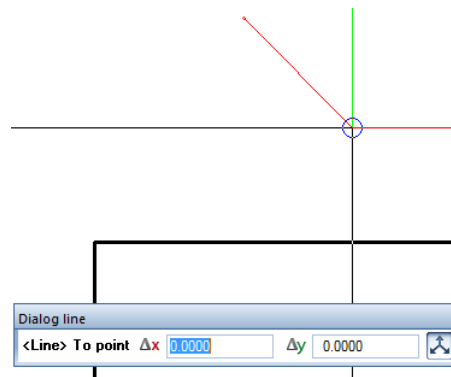 Dialog line
<Line> To point Δx 0.0000 Δy 0.0000